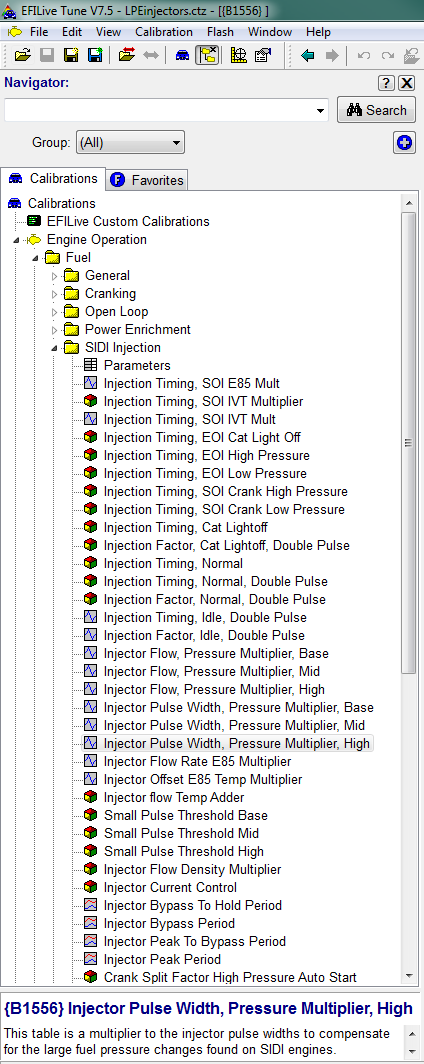 EFILive Tune V7.5 - LPEinjectors.ctz - [{B1556} ]
File Edit View Calibration Flash Window Help
Navigator:
? X
Search
Group: (All)
Calibrations F Favorites
Calibrations
EFILive Custom Calibrations
Engine Operation
Fuel
General
Cranking
Open Loop
Power Enrichment
SIDI Injection
Parameters
Injection Timing, SOI E85 Mult
Injection Timing, SOI IVT Multiplier
Injection Timing, SOI IVT Mult
Injection Timing, EOI Cat Light Off
Injection Timing, EOI High Pressure
Injection Timing, EOI Low Pressure
Injection Timing, SOI Crank High Pressure
Injection Timing, SOI Crank Low Pressure
Injection Timing, Cat Lightoff
Injection Factor, Cat Lightoff, Double Pulse
Injection Timing, Normal
Injection Timing, Normal, Double Pulse
Injection Factor, Normal, Double Pulse
Injection Timing, Idle, Double Pulse
Injection Factor, Idle, Double Pulse
Injector Flow, Pressure Multiplier, Base
Injector Flow, Pressure Multiplier, Mid
Injector Flow, Pressure Multiplier, High
Injector Pulse Width, Pressure Multiplier, Base
Injector Pulse Width, Pressure Multiplier, Mid
Injector Pulse Width, Pressure Multiplier, High
Injector Flow Rate E85 Multiplier
Injector Offset E85 Temp Multiplier
Injector flow Temp Adder
Small Pulse Threshold Base
Small Pulse Threshold Mid
Small Pulse Threshold High
Injector Flow Density Multiplier
Injector Current Control
Injector Bypass To Hold Period
Injector Bypass Period
Injector Peak To Bypass Period
Injector Peak Period
Crank Split Factor High Pressure Auto Start
{B1556} Injector Pulse Width, Pressure Multiplier, High
This table is a multiplier to the injector pulse widths to compensate
for the large fuel pressure changes found on SIDI engines.